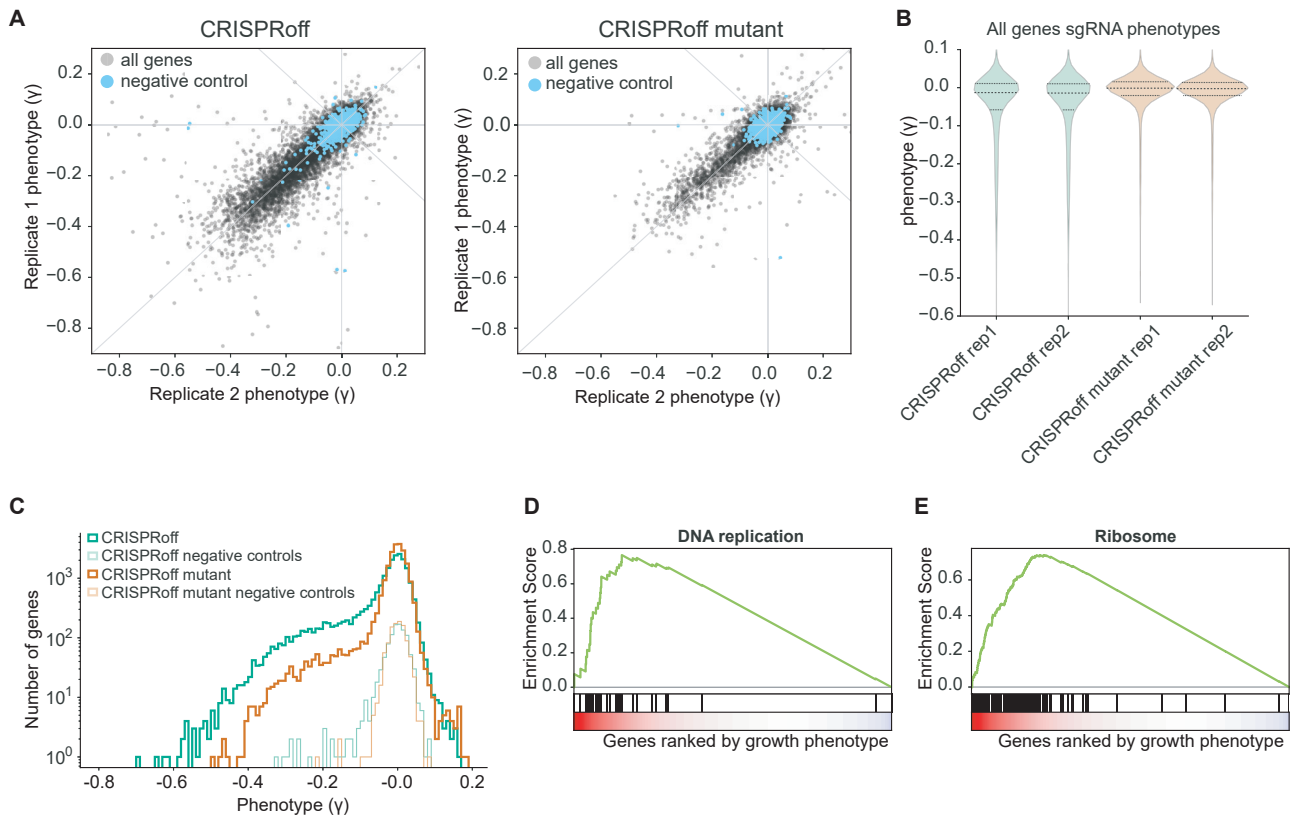 A
CRISPRoff
all genes
negative control
Replicate 1 phenotype (γ)
0.2
0.0
−0.2
−0.4
−0.6
−0.8
−0.8
−0.6
−0.4
−0.2
0.0
0.2
Replicate 2 phenotype (γ)
CRISPRoff mutant
all genes
negative control
Replicate 1 phenotype (γ)
0.2
0.0
−0.2
−0.4
−0.6
−0.8
−0.8
−0.6
−0.4
−0.2
0.0
0.2
Replicate 2 phenotype (γ)
B
All genes sgRNA phenotypes
phenotype (γ)
0.1
0.0
−0.1
−0.2
−0.3
−0.4
−0.5
−0.6
CRISPRoff rep1
CRISPRoff rep2
CRISPRoff mutant rep1
CRISPRoff mutant rep2
C
CRISPRoff
CRISPRoff negative controls
CRISPRoff mutant
CRISPRoff mutant negative controls
Number of genes
10³
10²
10¹
10⁰
-0.8
-0.6
-0.4
-0.2
-0.0
0.2
Phenotype (γ)
D
DNA replication
Enrichment Score
0.8
0.6
0.4
0.2
0.0
Genes ranked by growth phenotype
E
Ribosome
Enrichment Score
0.6
0.4
0.2
0.0
Genes ranked by growth phenotype